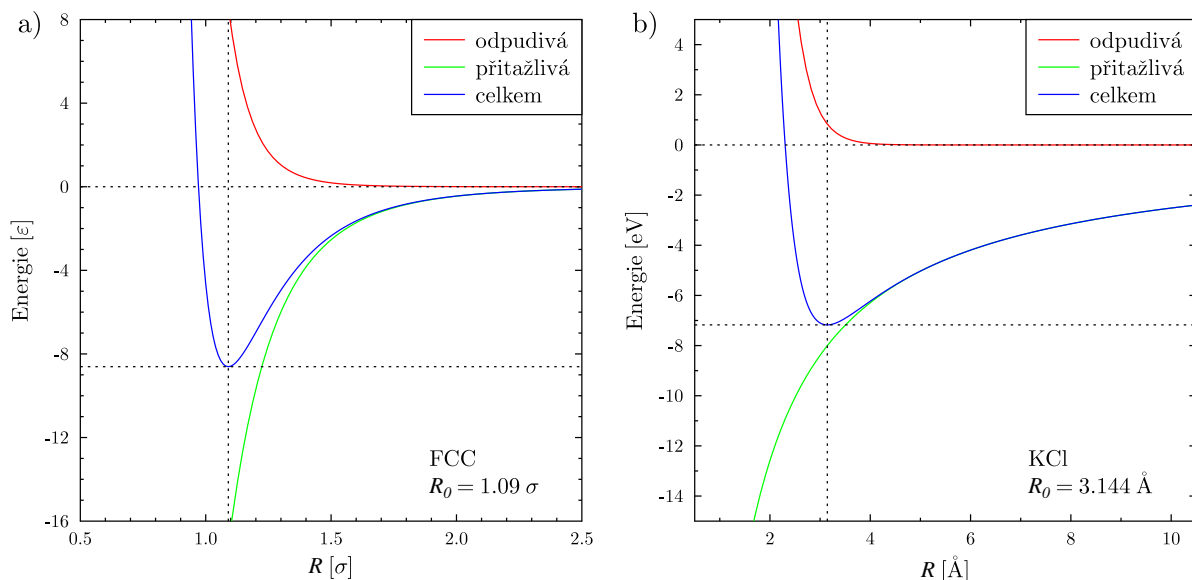 a)
8
4
0
-4
-8
-12
-16
Energie [ε]
odpudivá
přitažlivá
celkem
FCC
R0 = 1.09 σ
0.5 1.0 1.5 2.0 2.5
R [σ]
b)
4
2
0
-2
-4
-6
-8
-10
-12
-14
Energie [eV]
odpudivá
přitažlivá
celkem
KCl
R0 = 3.144 Å
2 4 6 8 10
R [Å]